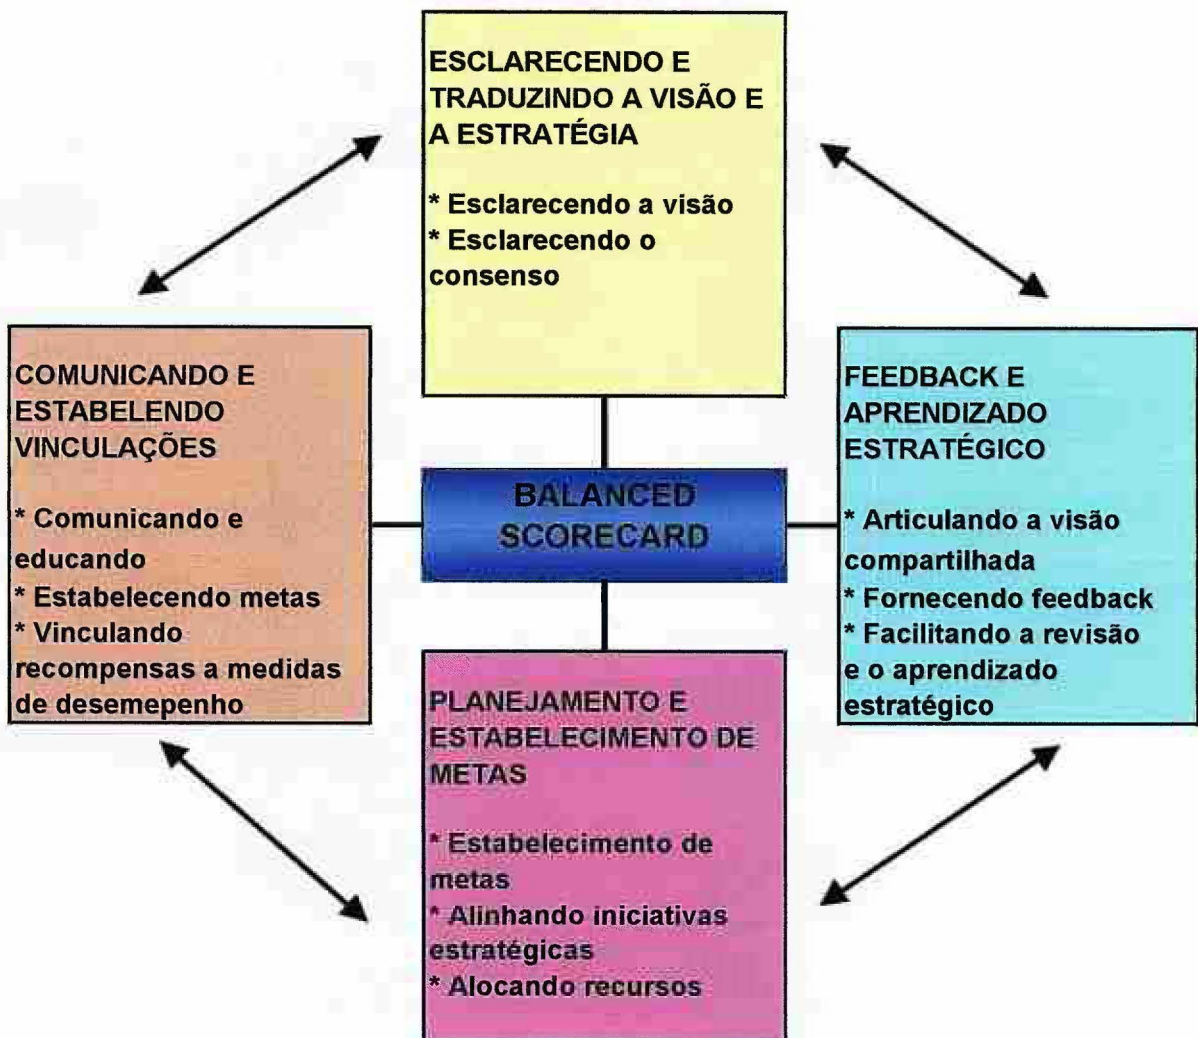 ESCLARECENDO E
TRADUZINDO A VISÃO E
A ESTRATÉGIA
* Esclarecendo a visão
* Esclarecendo o
consenso
COMUNICANDO E
ESTABELENDO
VINCULAÇÕES
* Comunicando e
educando
* Estabelecendo metas
* Vinculando
recompensas a medidas
de desemepenho
BALANCED
SCORECARD
FEEDBACK E
APRENDIZADO
ESTRATÉGICO
* Articulando a visão
compartilhada
* Fornecendo feedback
* Facilitando a revisão
e o aprendizado
estratégico
PLANEJAMENTO E
ESTABELECIMENTO DE
METAS
* Estabelecimento de
metas
* Alinhando iniciativas
estratégicas
* Alocando recursos